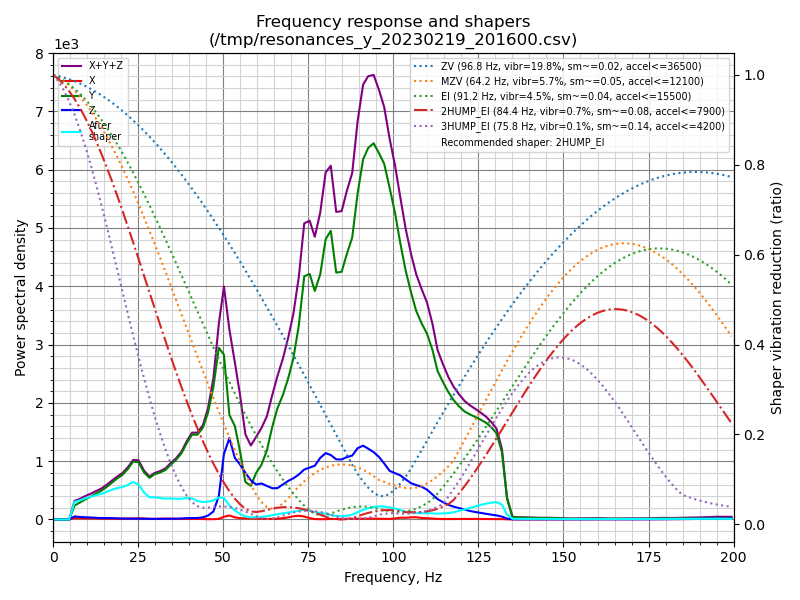 Frequency response and shapers
(/tmp/resonances_y_20230219_201600.csv)
1e3
8
7
6
5
4
3
2
1
0
Power spectral density
X+Y+Z
X
Y
Z
After
shaper
ZV (96.8 Hz, vibr=19.8%, sm~=0.02, accel<=36500)
MZV (64.2 Hz, vibr=5.7%, sm~=0.05, accel<=12100)
EI (91.2 Hz, vibr=4.5%, sm~=0.04, accel<=15500)
2HUMP_EI (84.4 Hz, vibr=0.7%, sm~=0.08, accel<=7900)
3HUMP_EI (75.8 Hz, vibr=0.1%, sm~=0.14, accel<=4200)
Recommended shaper: 2HUMP_EI
1.0
0.8
0.6
0.4
0.2
0.0
Shaper vibration reduction (ratio)
0 25 50 75 100 125 150 175 200
Frequency, Hz